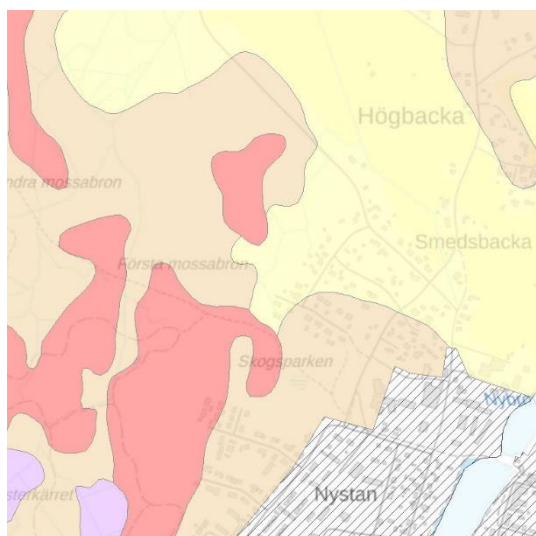 Högbacka
ndra mossabron
Smedsbacka
Första mossabron
Skogsparken
Nybro
sterkärret
Nystan